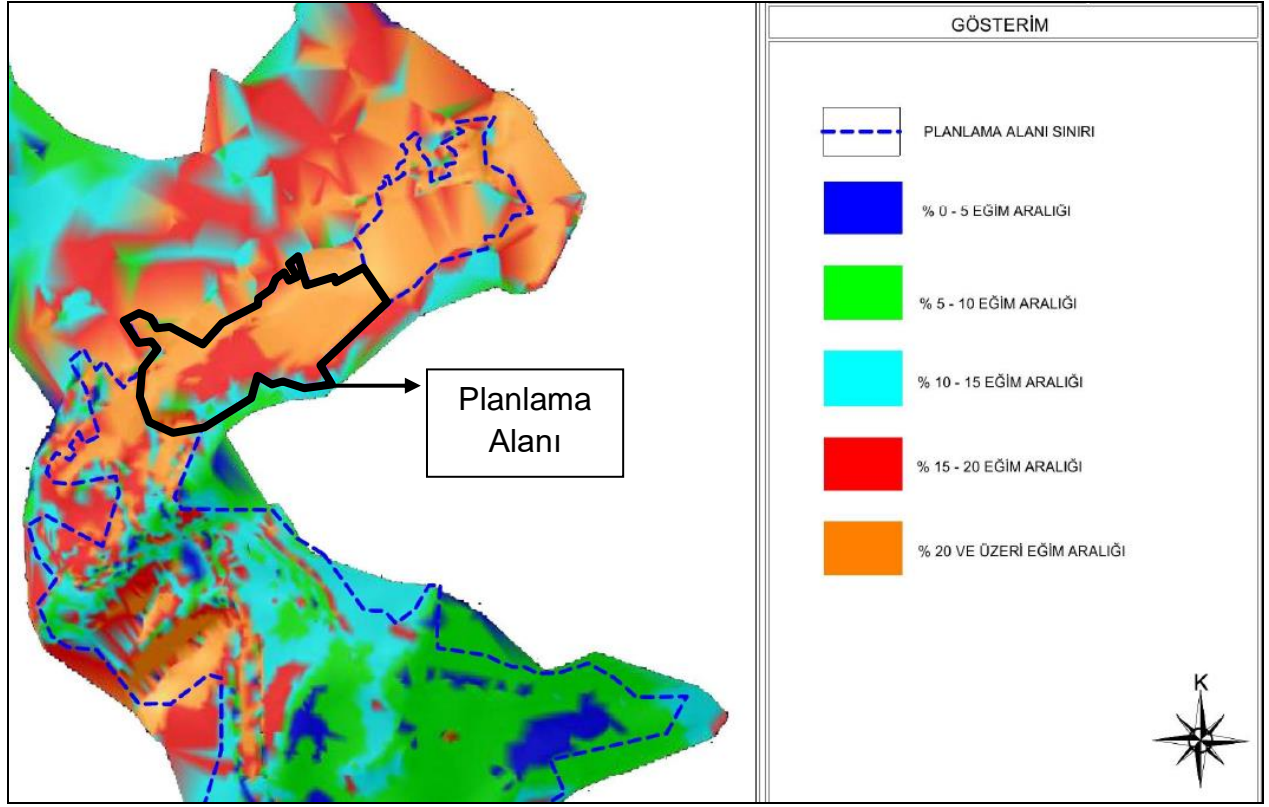 GÖSTERİM
PLANLAMA ALANI SINIRI
% 0 - 5 EĞİM ARALIĞI
% 5 - 10 EĞİM ARALIĞI
% 10 - 15 EĞİM ARALIĞI
% 15 - 20 EĞİM ARALIĞI
% 20 VE ÜZERİ EĞİM ARALIĞI
Planlama
Alanı
K